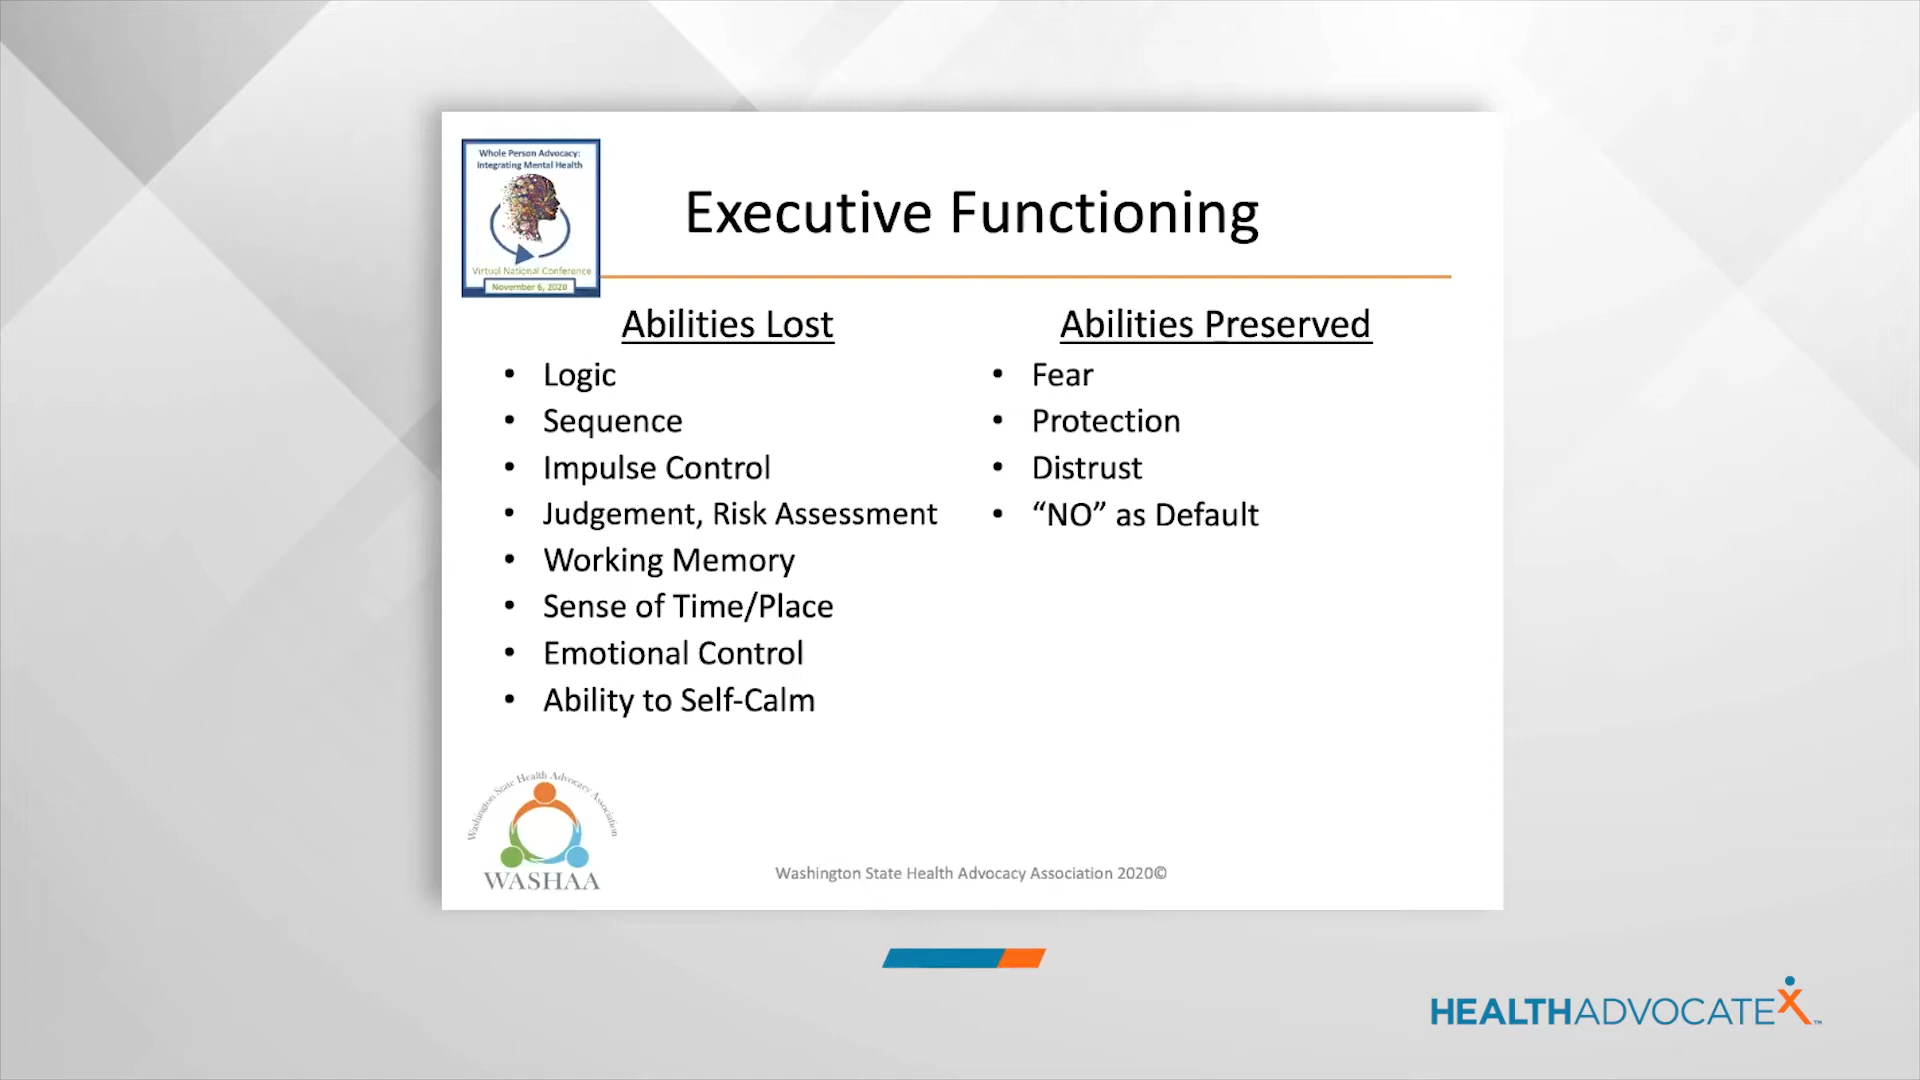 Whole Person Advocacy:
Integrating Mental Health
Virtual National Conference
November 6, 2020
Executive Functioning
Abilities Lost
• Logic
• Sequence
• Impulse Control
• Judgement, Risk Assessment
• Working Memory
• Sense of Time/Place
• Emotional Control
• Ability to Self-Calm
Abilities Preserved
• Fear
• Protection
• Distrust
• “NO” as Default
Washington State Health Advocacy Association
WASHAA
Washington State Health Advocacy Association 2020©
HEALTHADVOCATEX™